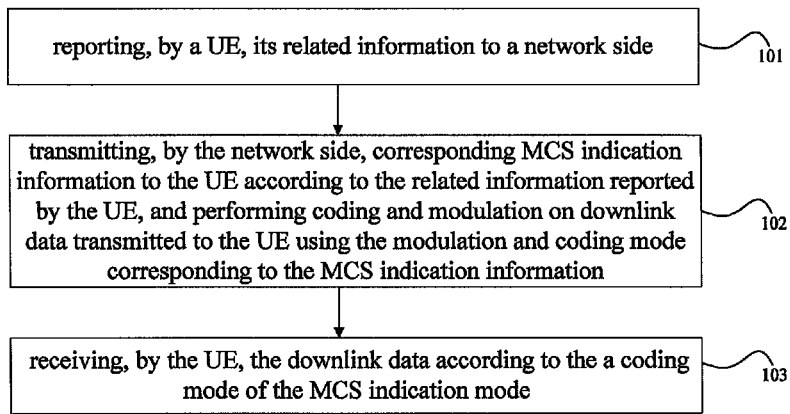 reporting, by a UE, its related information to a network side
101
transmitting, by the network side, corresponding MCS indication
information to the UE according to the related information reported
by the UE, and performing coding and modulation on downlink
data transmitted to the UE using the modulation and coding mode
corresponding to the MCS indication information
102
receiving, by the UE, the downlink data according to the a coding
mode of the MCS indication mode
103